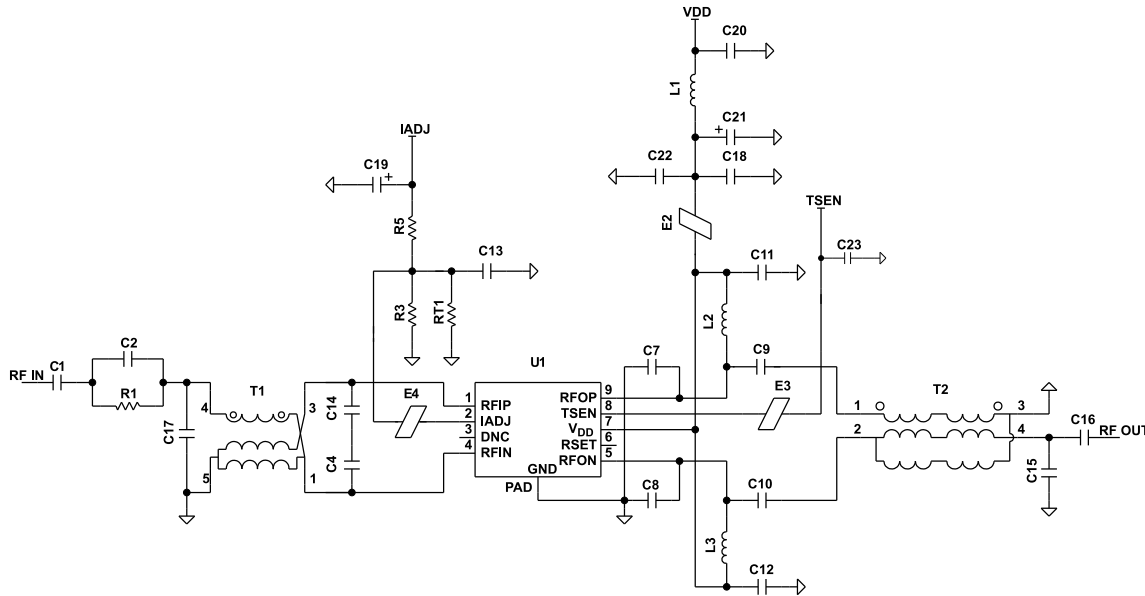 VDD
C20
L1
C21
+
IADJ
C22
C18
C19
+
E2
TSEN
R5
C23
C13
C11
R3
RT1
L2
C2
U1
C7
C9
RF IN
C1
R1
T1
E4
E3
T2
4
3
C14
1
2
3
4
RFIP
IADJ
DNC
RFIN
RFOP
TSEN
VDD
RSET
RFON
GND
9
8
7
6
5
1
3
2
4
C16
RF OUT
C17
C4
5
1
PAD
C8
C10
C15
L3
C12